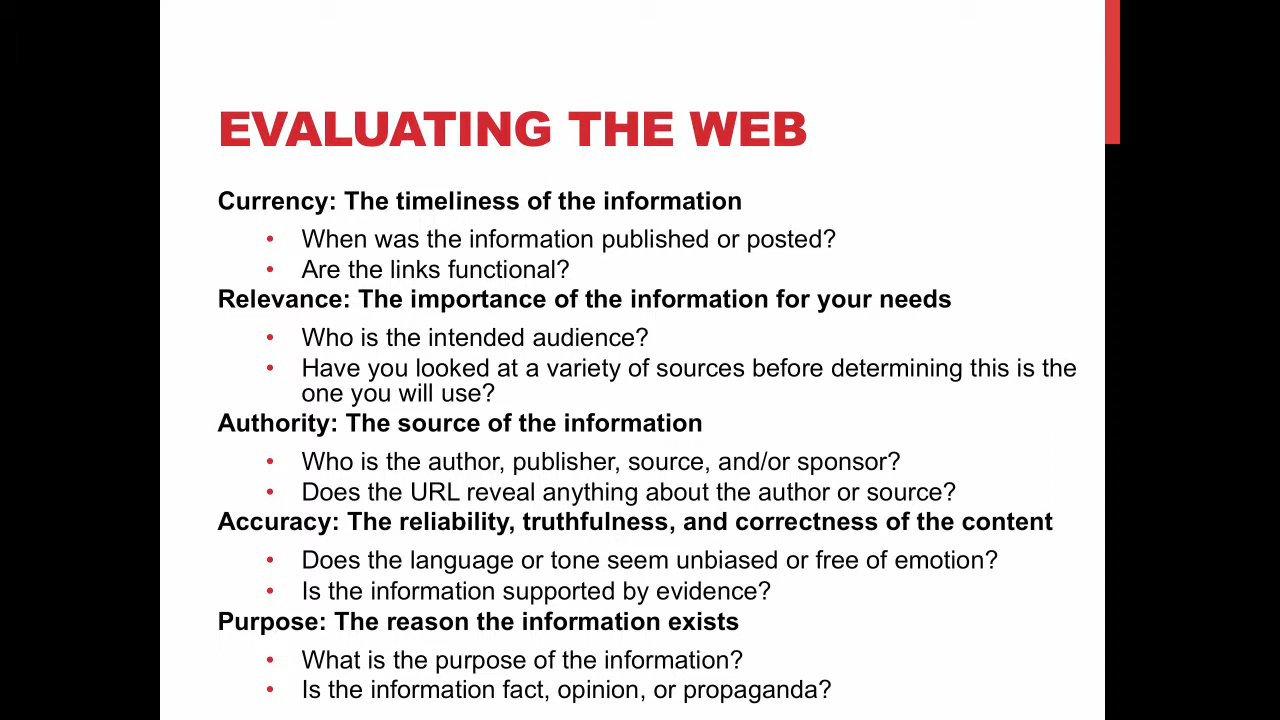 EVALUATING THE WEB
Currency: The timeliness of the information
• When was the information published or posted?
• Are the links functional?
Relevance: The importance of the information for your needs
• Who is the intended audience?
• Have you looked at a variety of sources before determining this is the
one you will use?
Authority: The source of the information
• Who is the author, publisher, source, and/or sponsor?
• Does the URL reveal anything about the author or source?
Accuracy: The reliability, truthfulness, and correctness of the content
• Does the language or tone seem unbiased or free of emotion?
• Is the information supported by evidence?
Purpose: The reason the information exists
• What is the purpose of the information?
• Is the information fact, opinion, or propaganda?